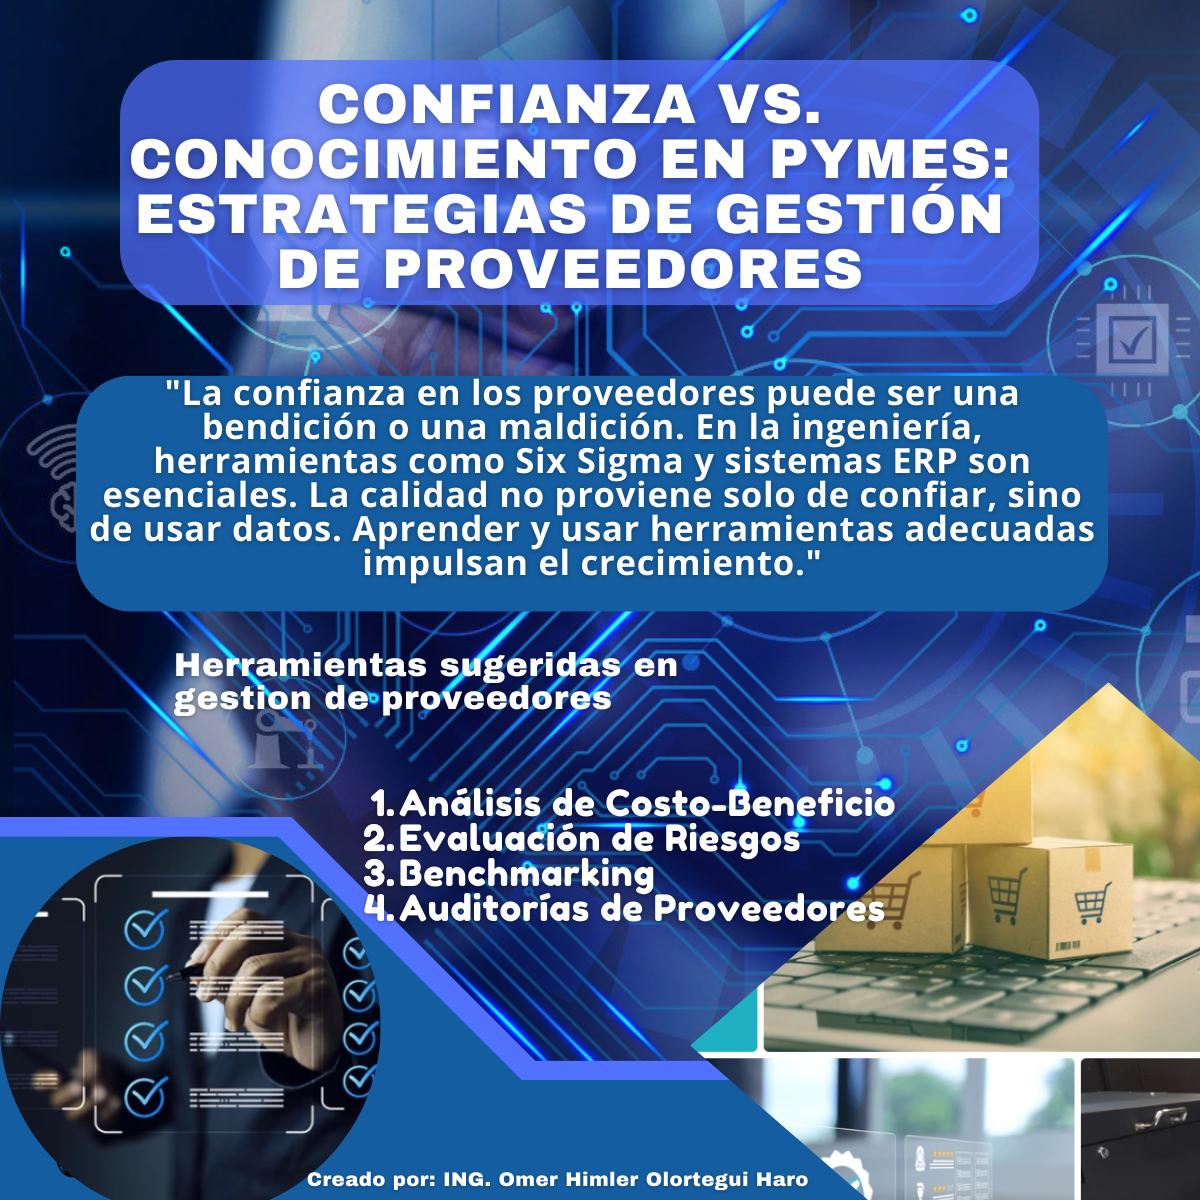 CONFIANZA VS.
CONOCIMIENTO EN PYMES:
ESTRATEGIAS DE GESTIÓN
DE PROVEEDORES
"La confianza en los proveedores puede ser una
bendición o una maldición. En la ingeniería,
herramientas como Six Sigma y sistemas ERP son
esenciales. La calidad no proviene solo de confiar, sino
de usar datos. Aprender y usar herramientas adecuadas
impulsan el crecimiento."
Herramientas sugeridas en
gestion de proveedores
1. Análisis de Costo-Beneficio
2. Evaluación de Riesgos
3. Benchmarking
4. Auditorías de Proveedores
Creado por: ING. Omer Himler Olortegui Haro